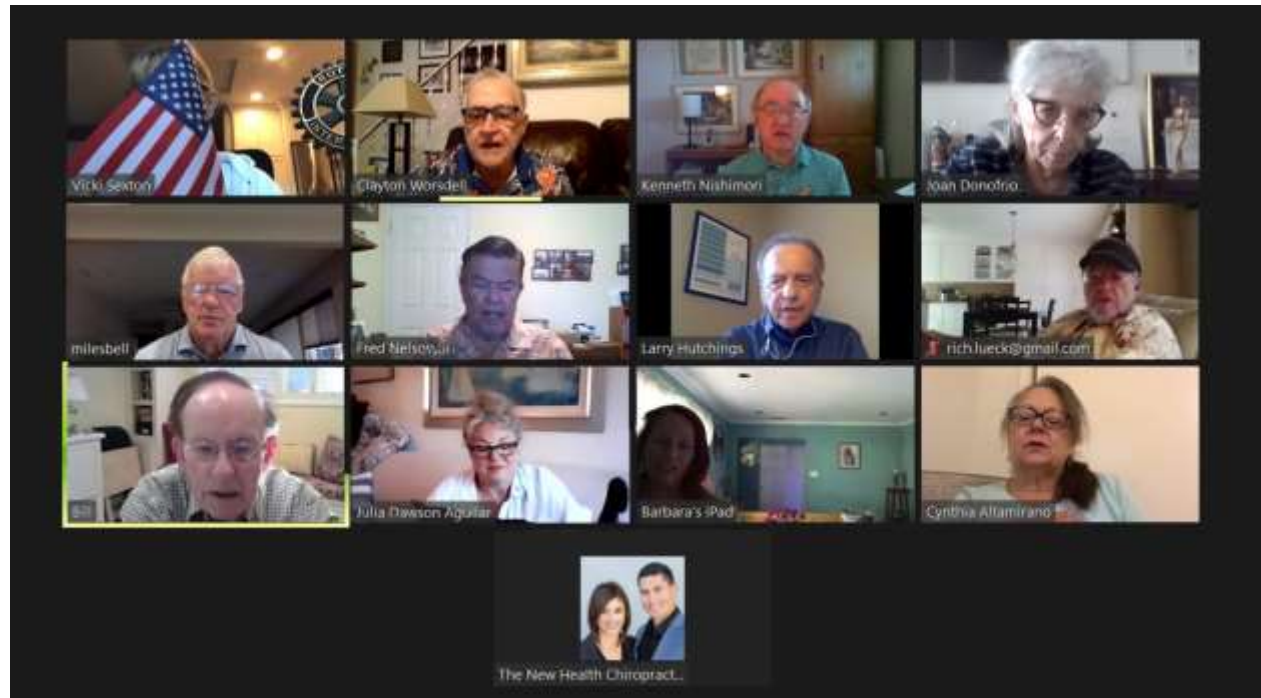 Vicki Sexton
Clayton Worsdell
Kenneth Nishimori
Joan Donofrio
milesbell
Fred Nelson
Larry Hutchings
rich.lueck@gmail.com
Bill
Julia Dawson Aguilar
Barbara's iPad
Cynthia Altamirano
The New Health Chiropract...